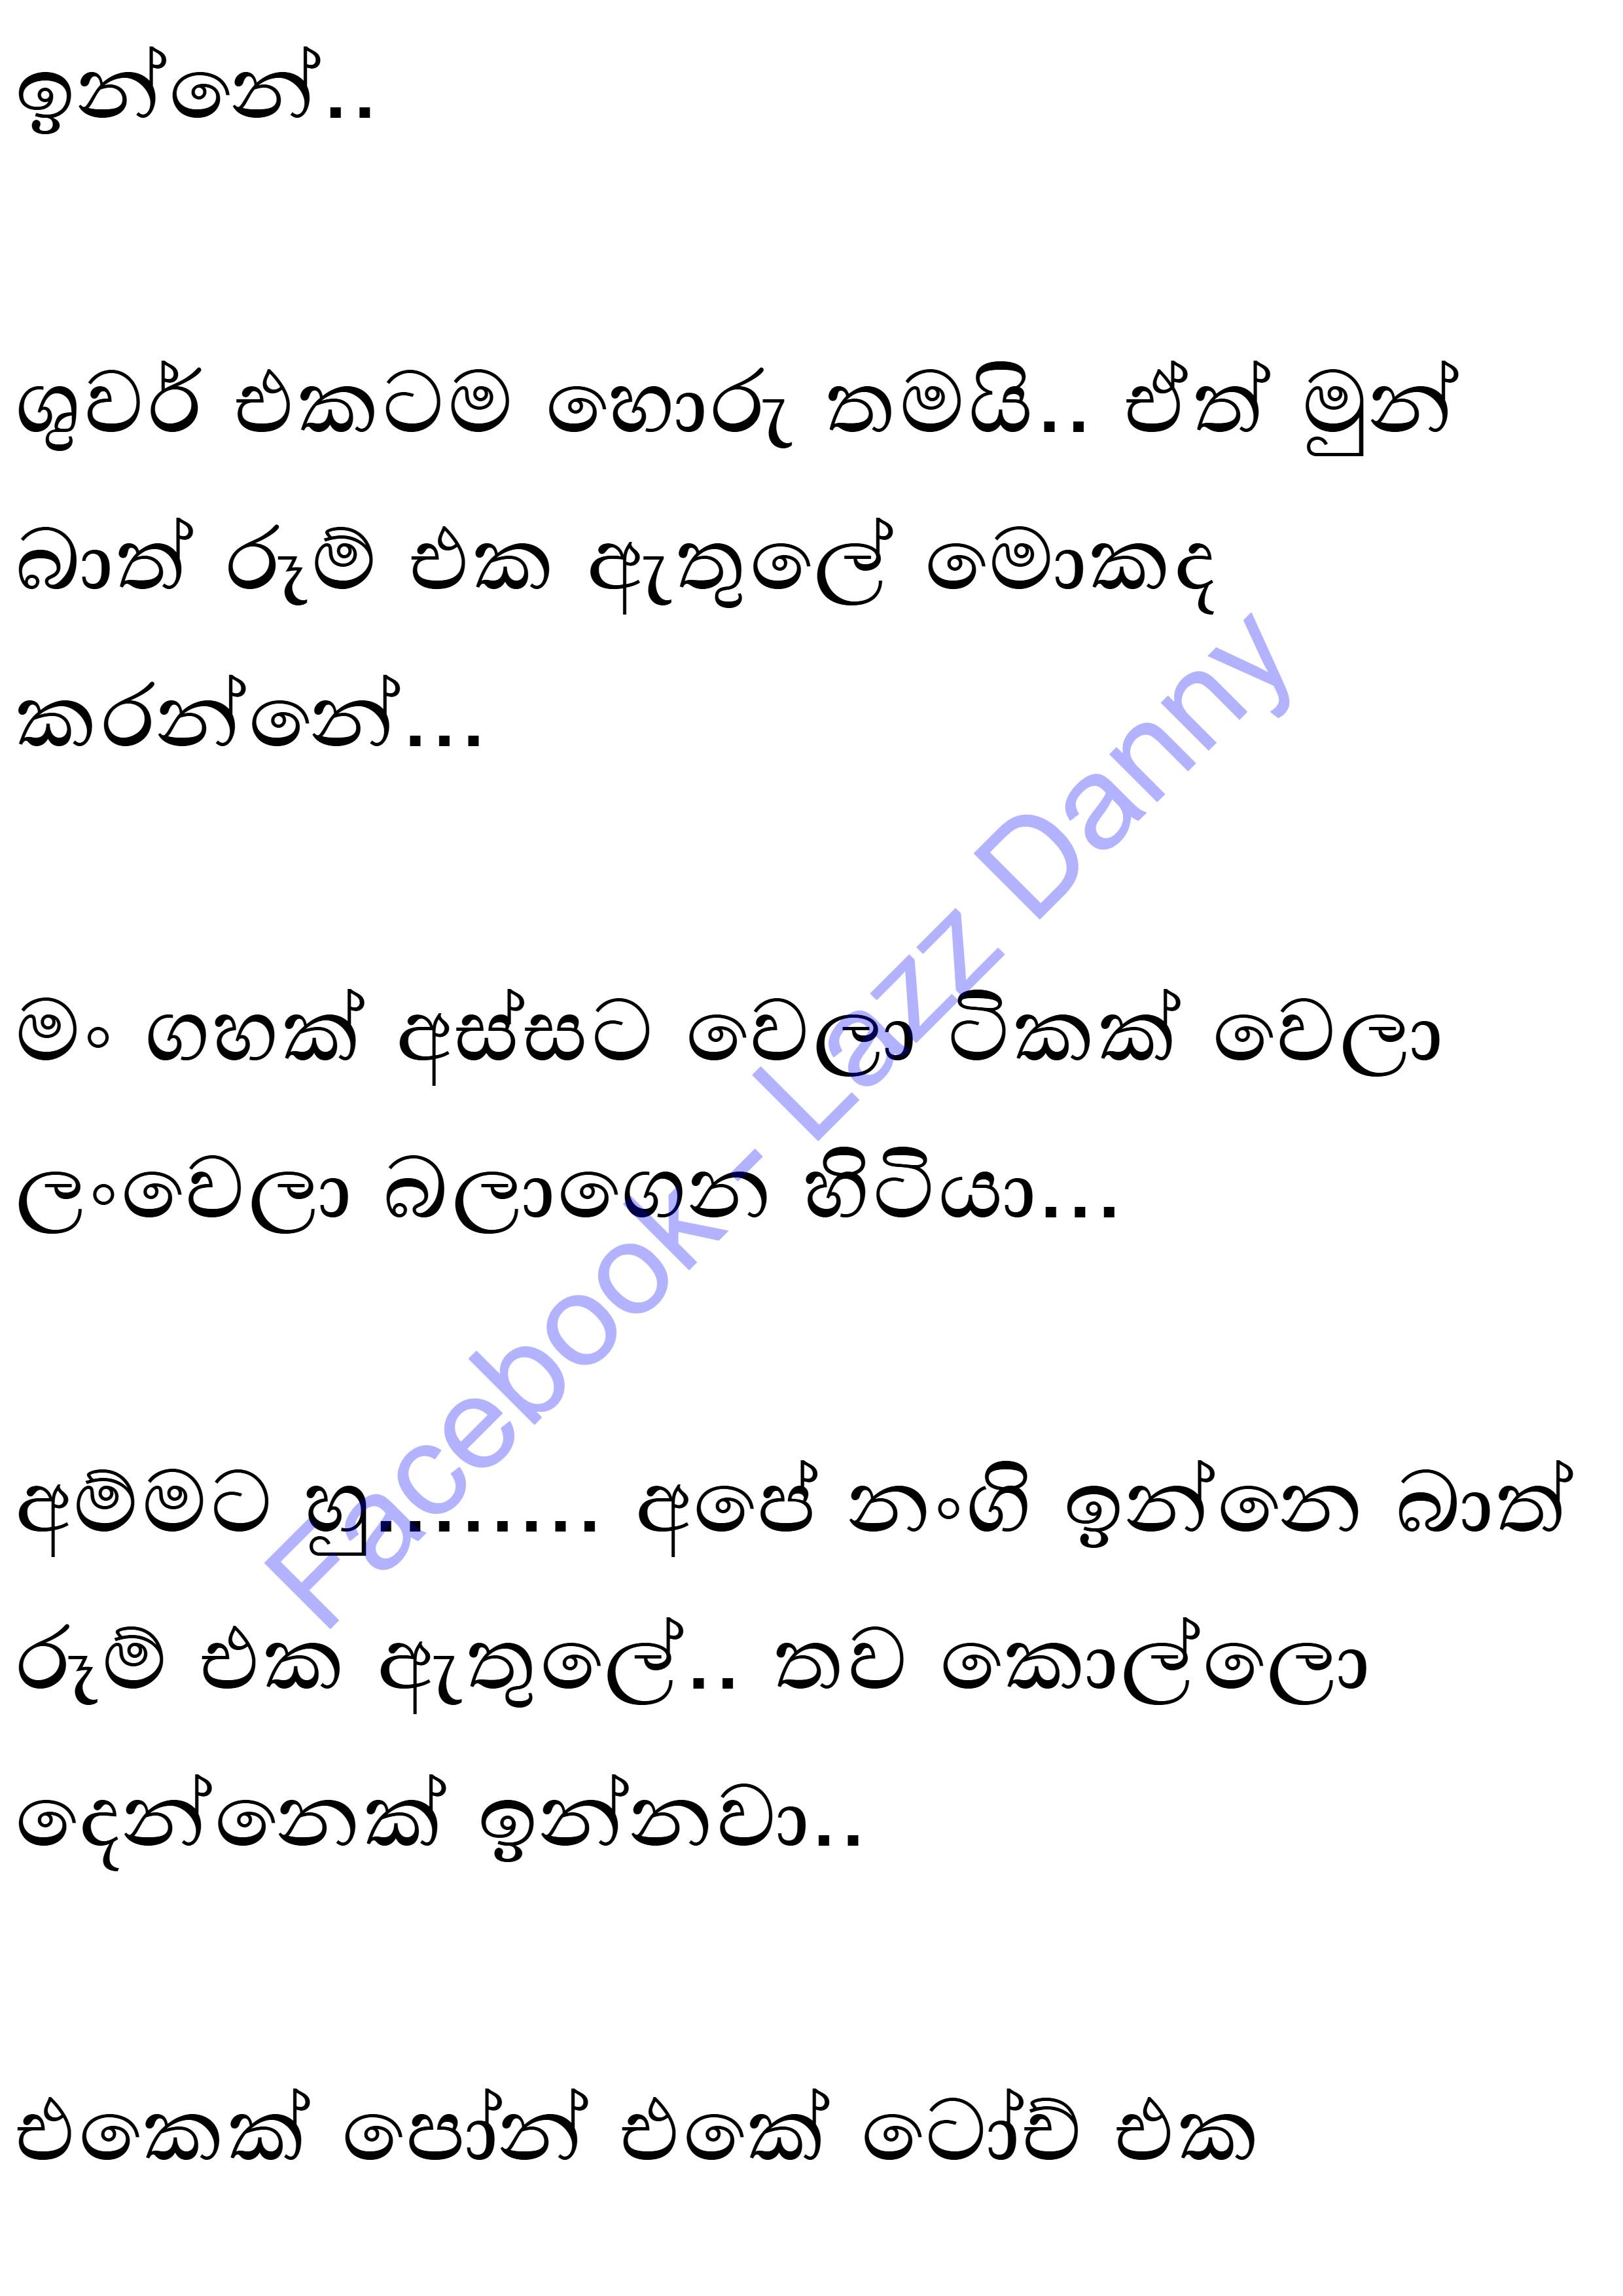 ඉන්නේ..
ශුවර් එකටම හොරු තමයි.. ඒත් මුන්
බාත් රූම් එක ඇතුලේ මොකද
කරන්නේ...
මං ගහක් අස්සට වෙලා ටිකක් වෙලා
ලංවෙලා බලාගෙන හිටියා...
අම්මට හු........ අපේ නංගි ඉන්නෙ බාත්
රූම් එක ඇතුලේ.. තව කොල්ලො
දෙන්නෙක් ඉන්නවා..
එකෙක් පෝන් එකේ ටෝච් එක
Facebook- Lazz Danny